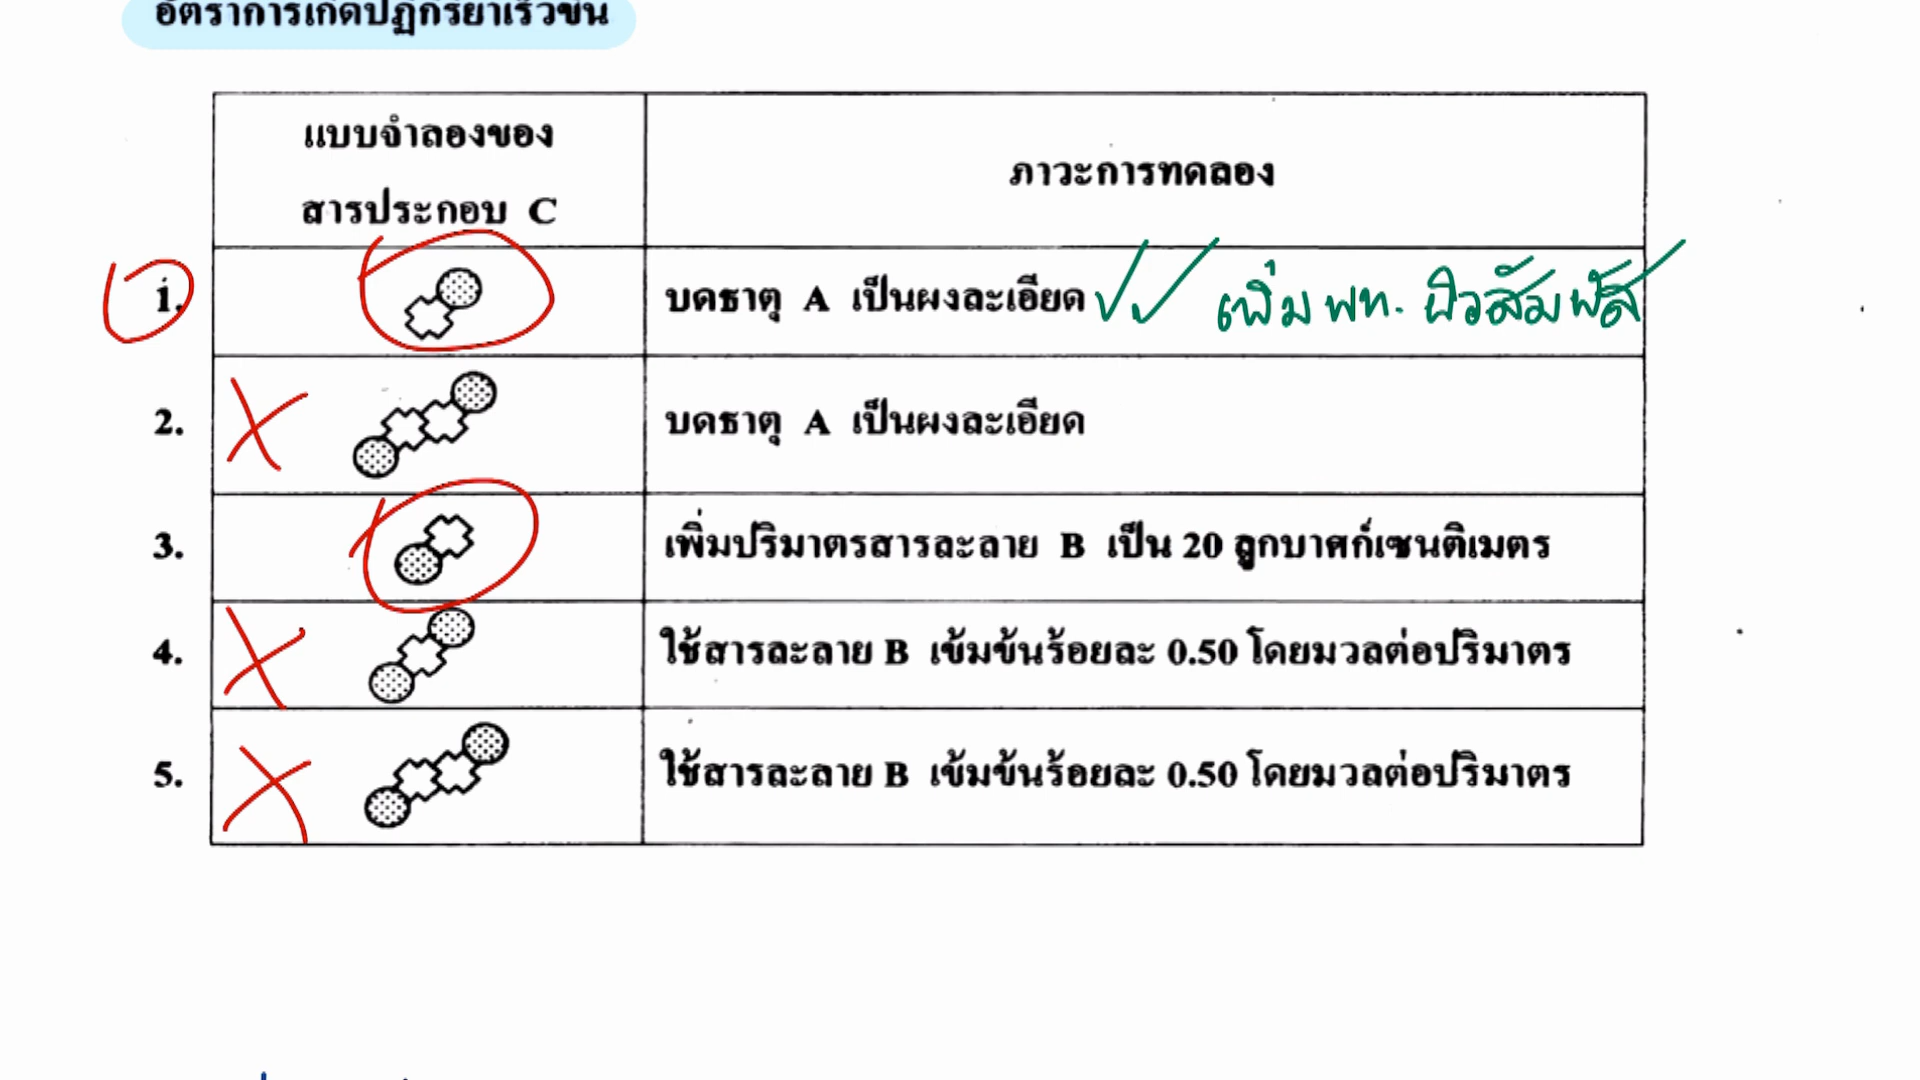 อัตราการเกิดปฏิกิริยาเร็วขึ้น
แบบจำลองของ
สารประกอบ C
ภาวะการทดลอง
1. บดธาตุ A เป็นผงละเอียด เพิ่ม พท. ผิวสัมผัส
2. บดธาตุ A เป็นผงละเอียด
3. เพิ่มปริมาตรสารละลาย B เป็น 20 ลูกบาศก์เซนติเมตร
4. ใช้สารละลาย B เข้มข้นร้อยละ 0.50 โดยมวลต่อปริมาตร
5. ใช้สารละลาย B เข้มข้นร้อยละ 0.50 โดยมวลต่อปริมาตร